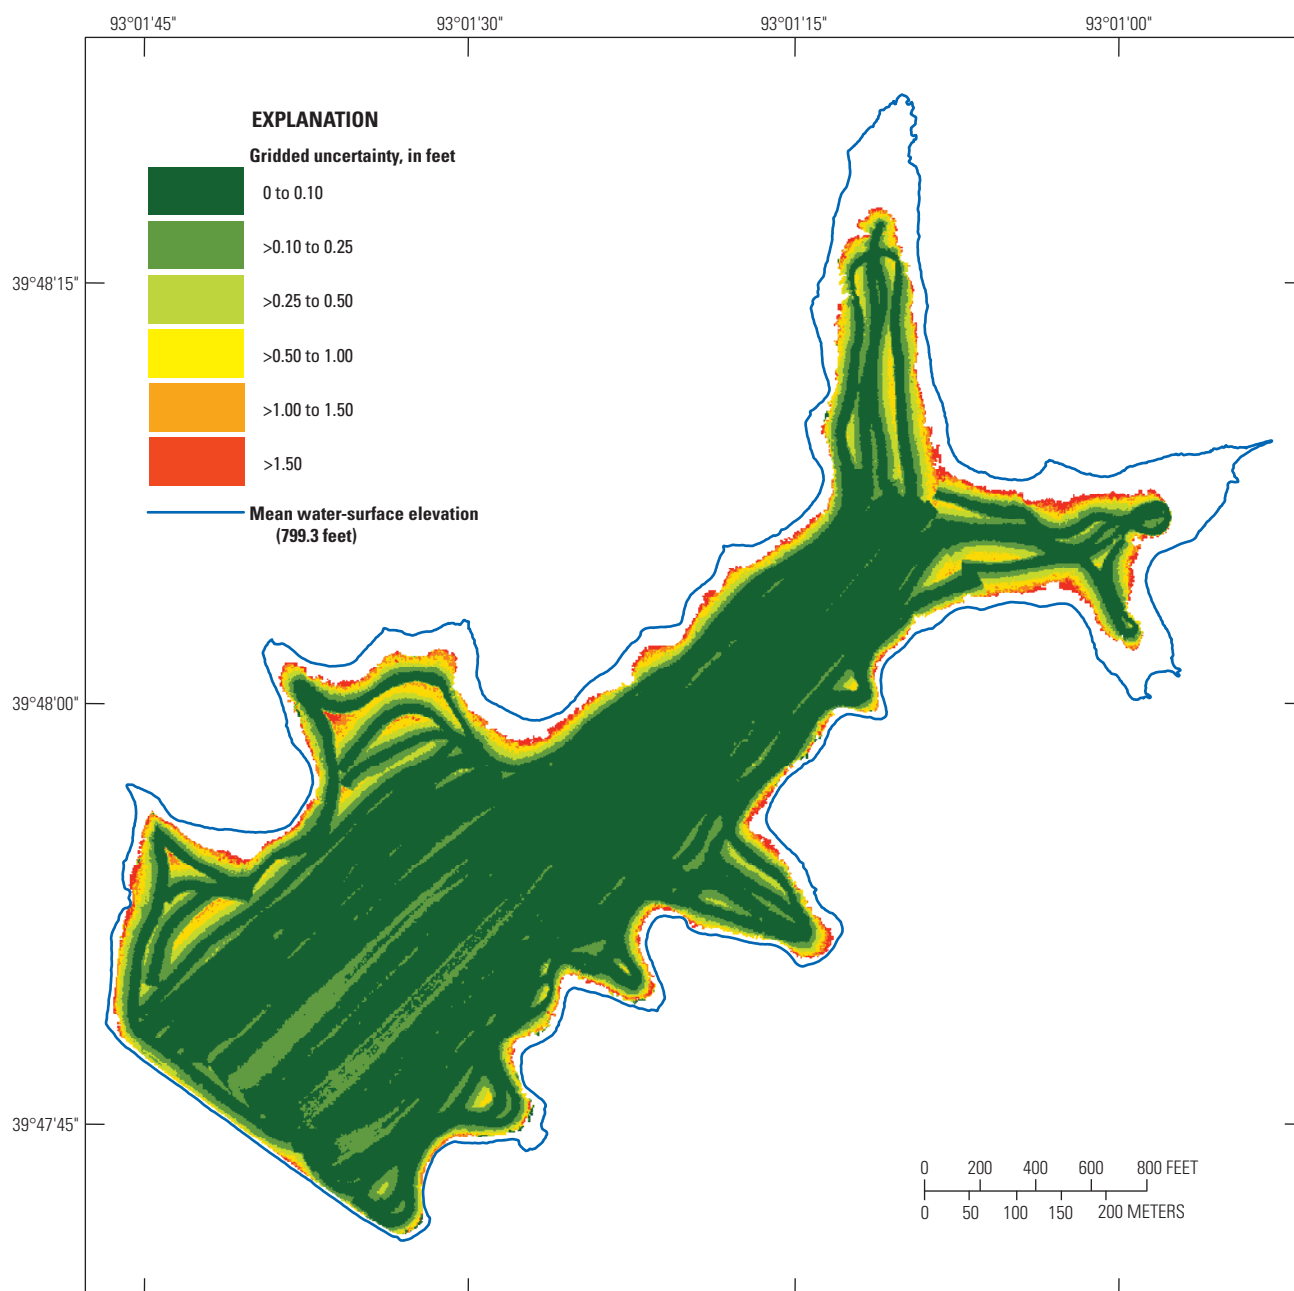 93°01'45" 93°01'30" 93°01'15" 93°01'00"
EXPLANATION
Gridded uncertainty, in feet
0 to 0.10
>0.10 to 0.25
>0.25 to 0.50
>0.50 to 1.00
>1.00 to 1.50
>1.50
Mean water-surface elevation
(799.3 feet)
39°48'15"
39°48'00"
39°47'45"
0 200 400 600 800 FEET
0 50 100 150 200 METERS